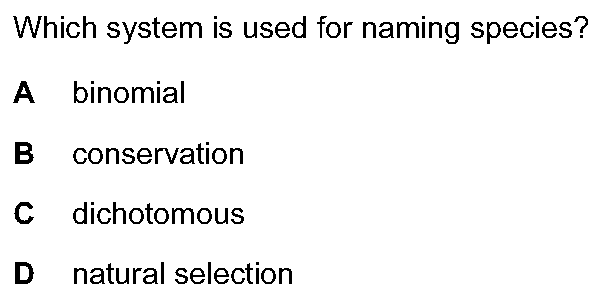 Which system is used for naming species?
A binomial
B conservation
C dichotomous
D natural selection